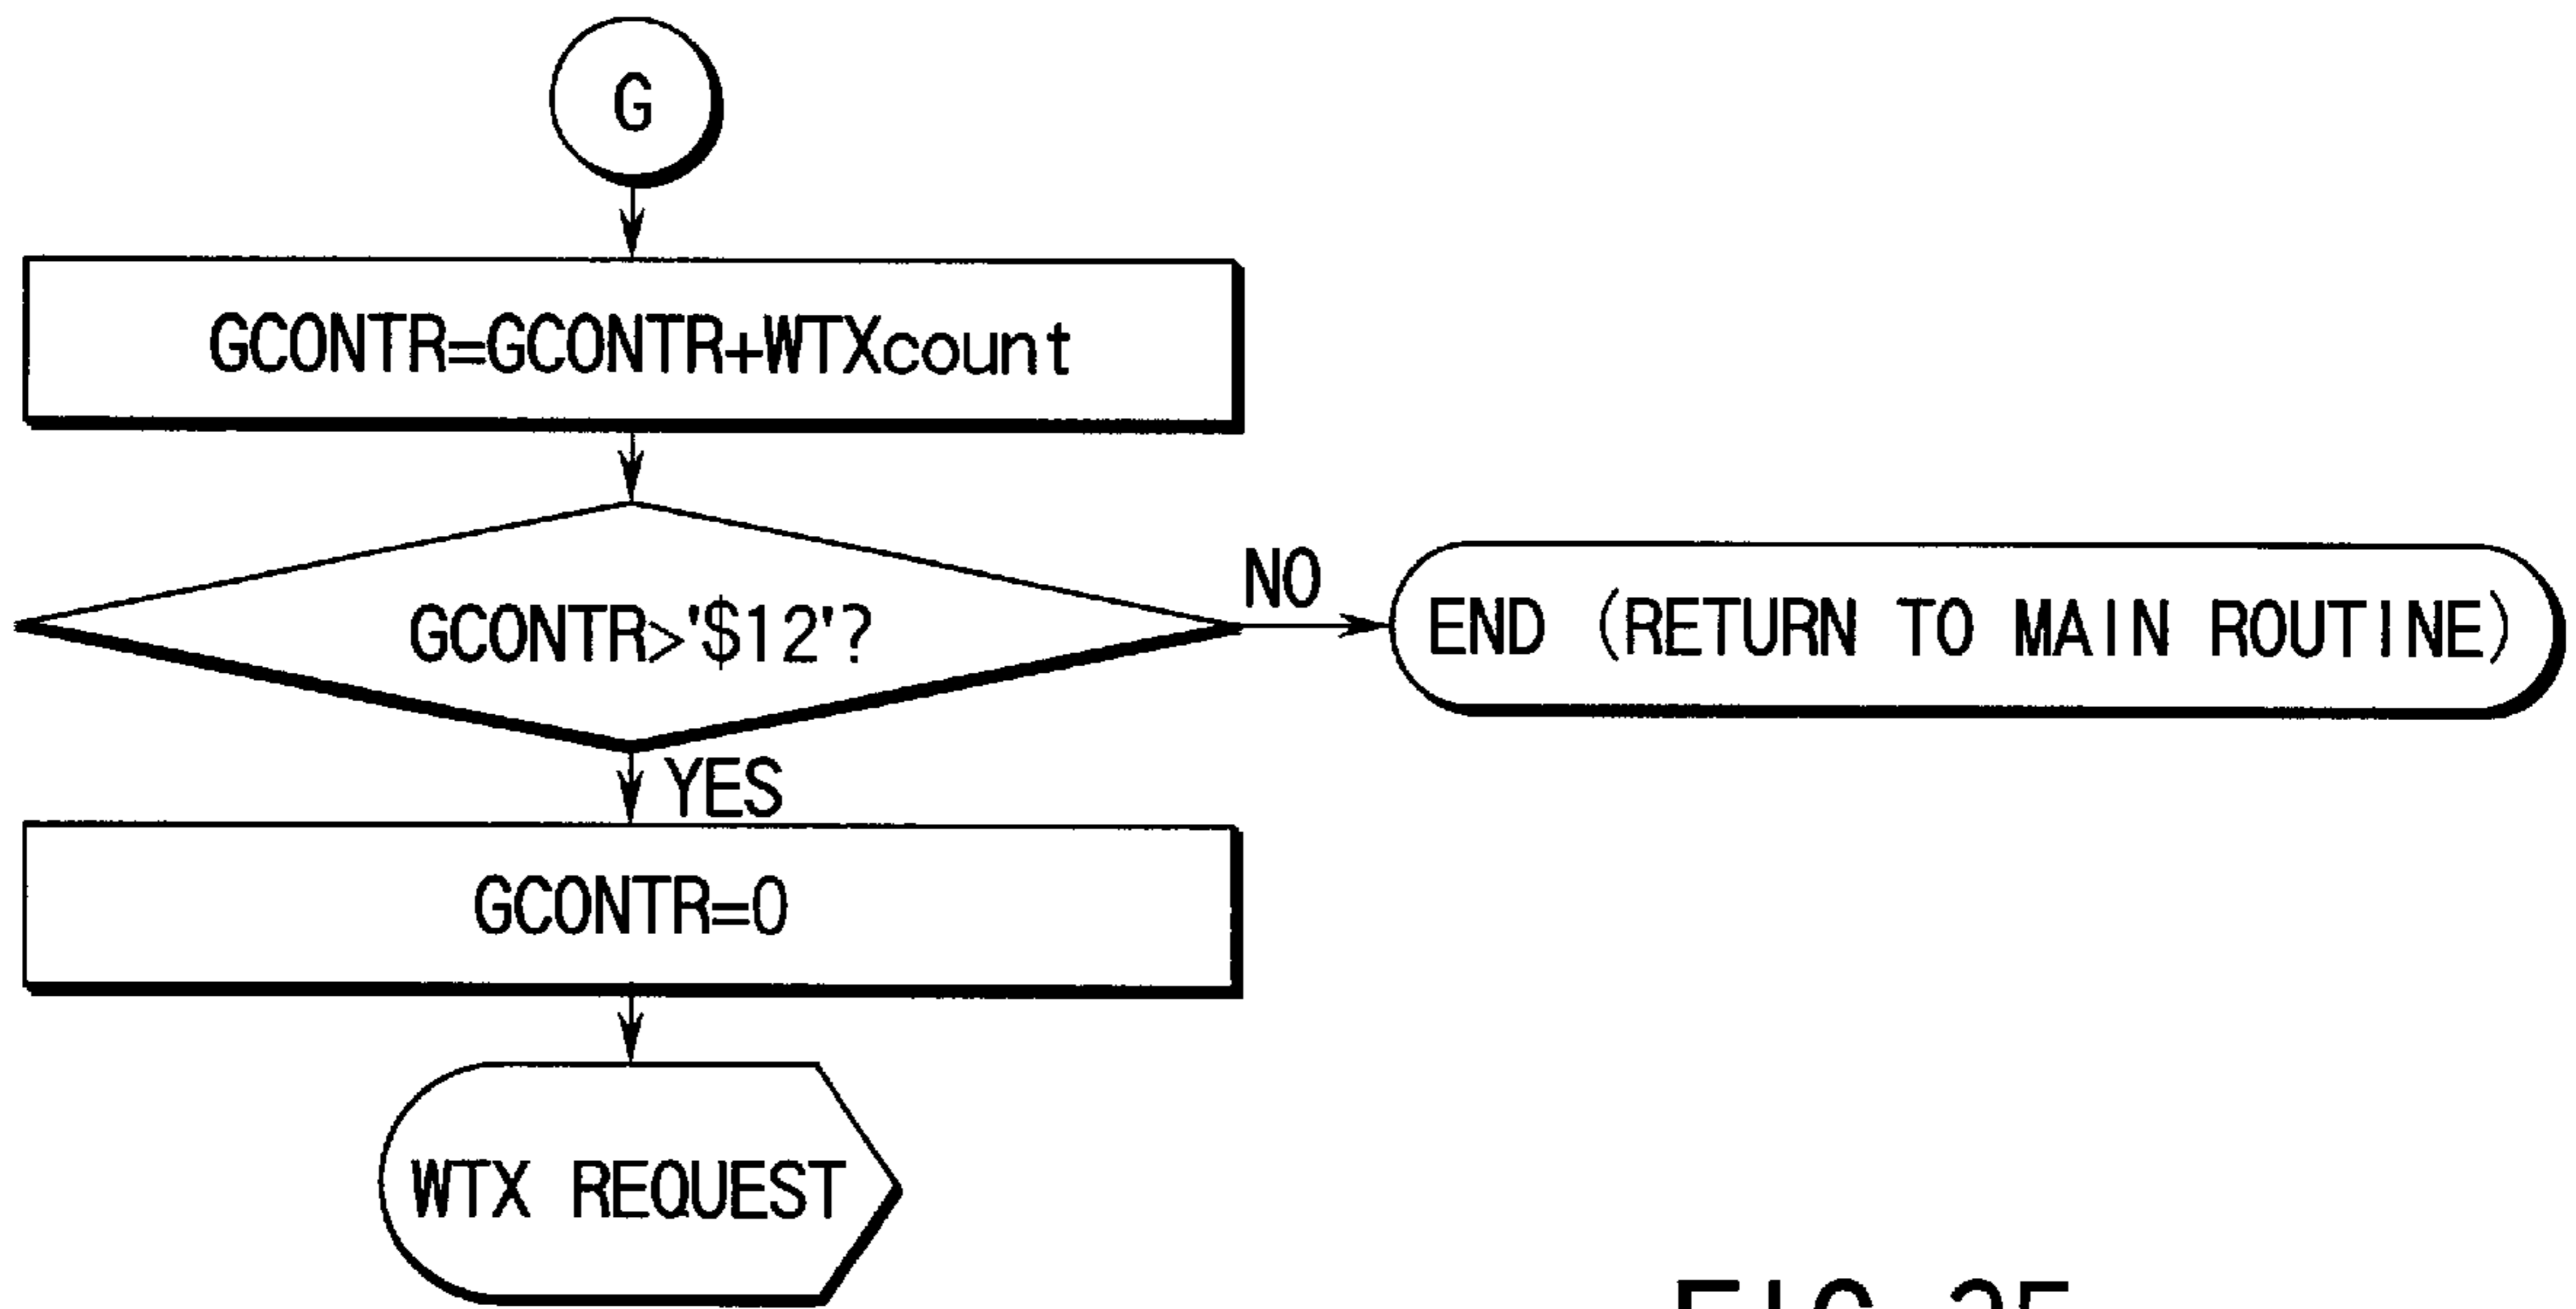 G
GCONTR=GCONTR+WTXcount
GCONTR>'$12'?
NO
END (RETURN TO MAIN ROUTINE)
YES
GCONTR=0
WTX REQUEST